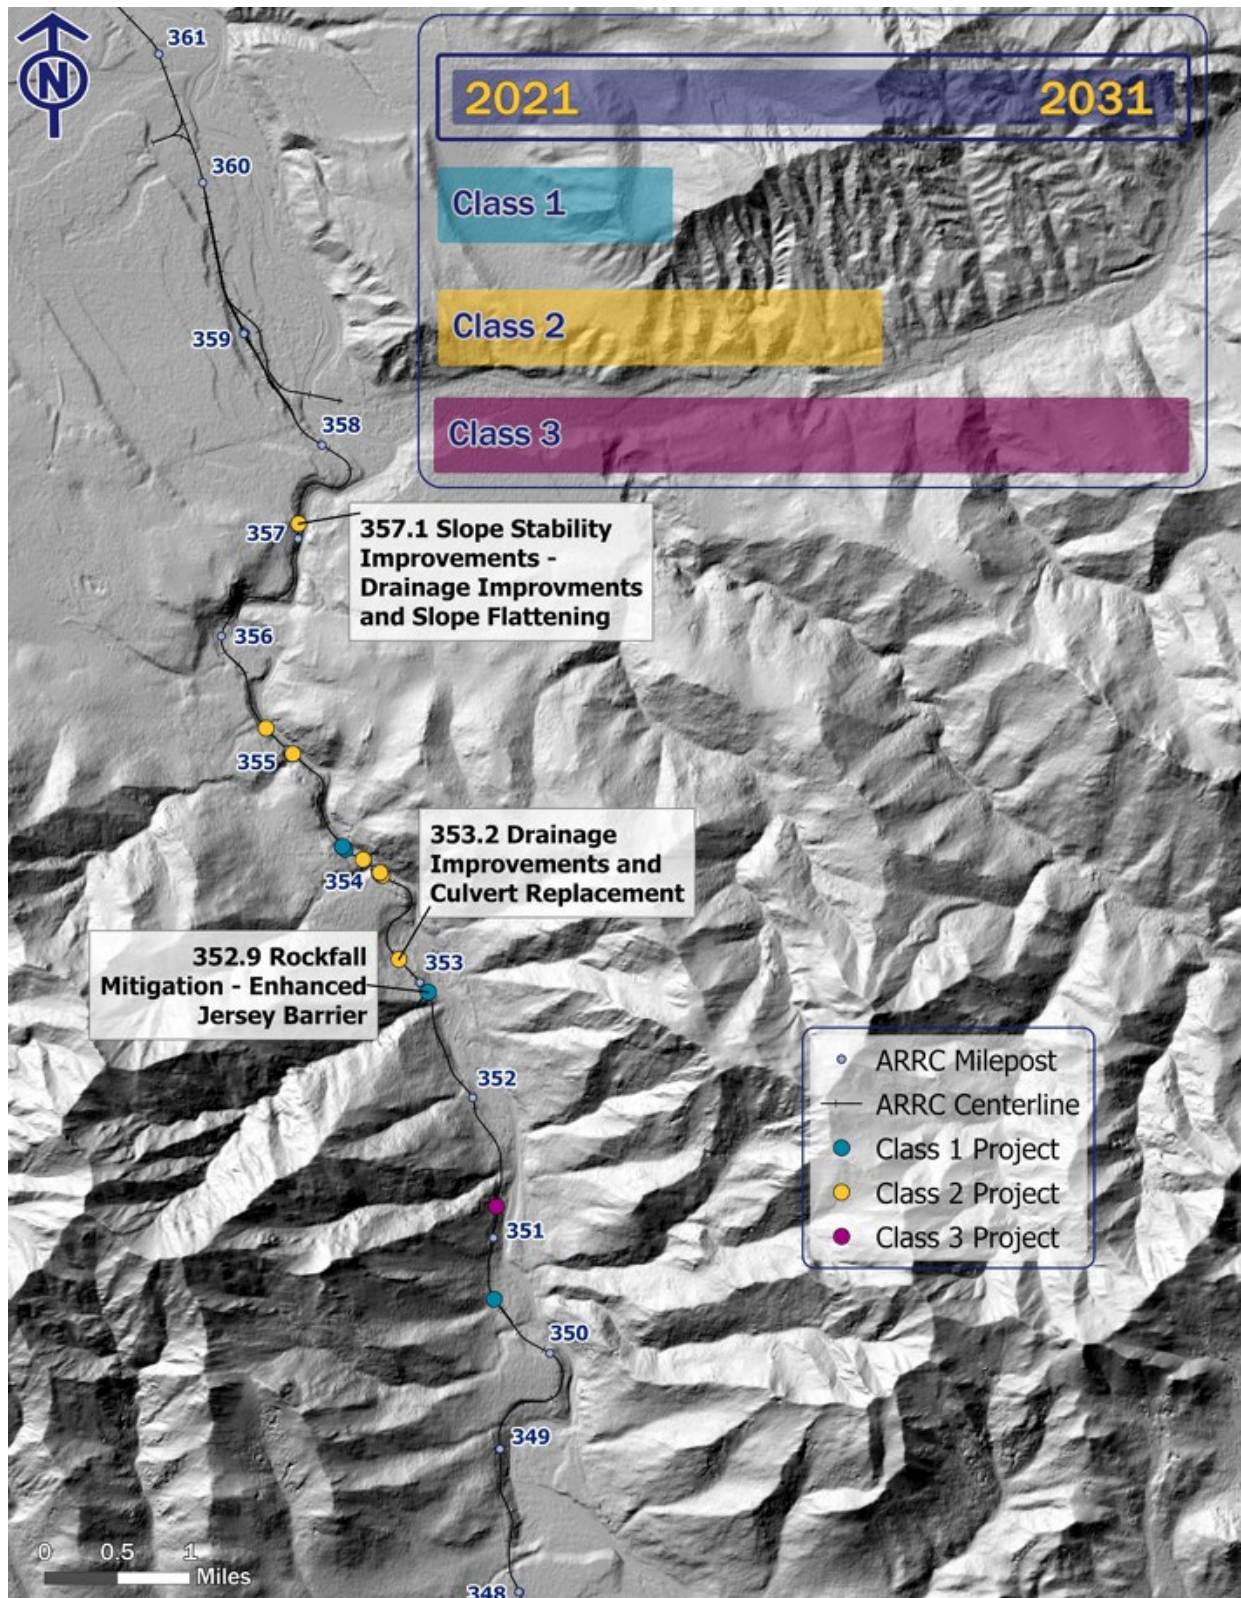 N
361
2021
2031
360
Class 1
Class 2
359
358
Class 3
357
357.1 Slope Stability
Improvements -
Drainage Improvments
and Slope Flattening
356
355
353.2 Drainage
Improvements and
Culvert Replacement
354
352.9 Rockfall
Mitigation - Enhanced
Jersey Barrier
353
352
ARRC Milepost
ARRC Centerline
Class 1 Project
Class 2 Project
Class 3 Project
351
350
349
0 0.5 1
Miles
348